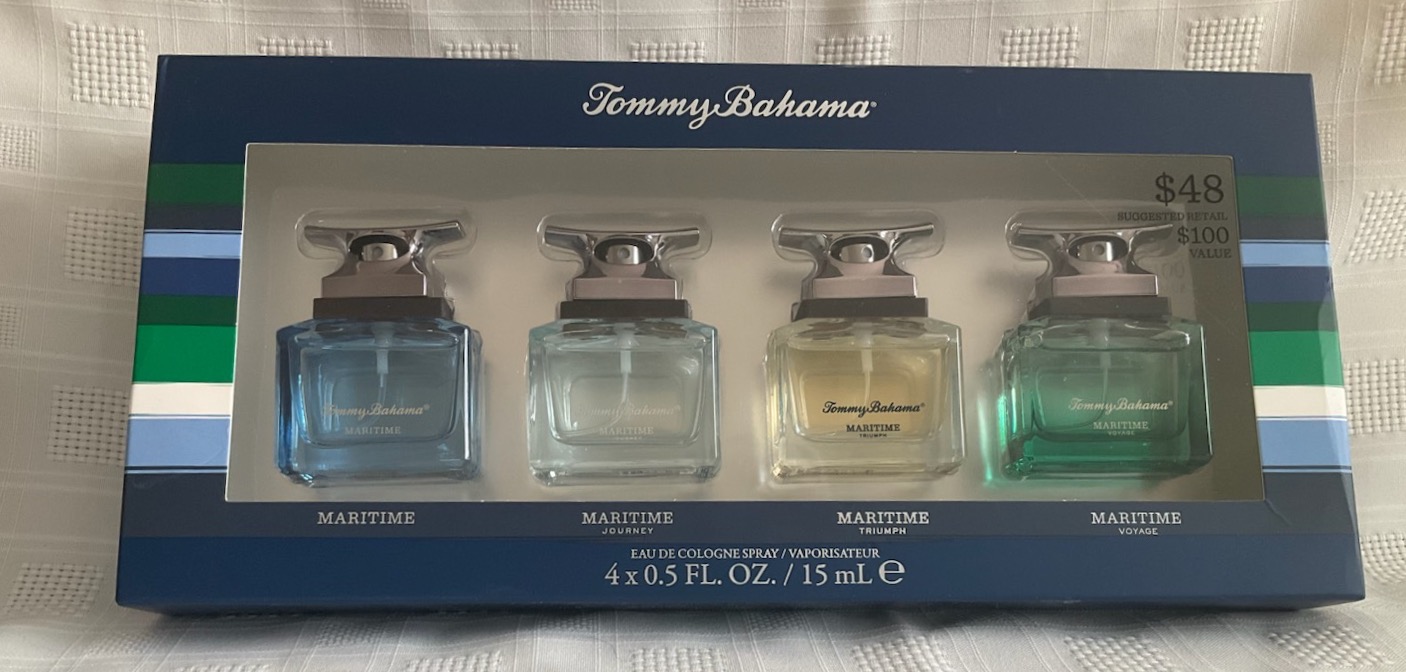 Tommy Bahama®
$48
SUGGESTED RETAIL
$100
VALUE
Tommy Bahama®
MARITIME
Tommy Bahama®
MARITIME
JOURNEY
Tommy Bahama®
MARITIME
TRIUMPH
Tommy Bahama®
MARITIME
VOYAGE
MARITIME
MARITIME
JOURNEY
MARITIME
TRIUMPH
MARITIME
VOYAGE
EAU DE COLOGNE SPRAY / VAPORISATEUR
4 x 0.5 FL. OZ. / 15 mL ℮